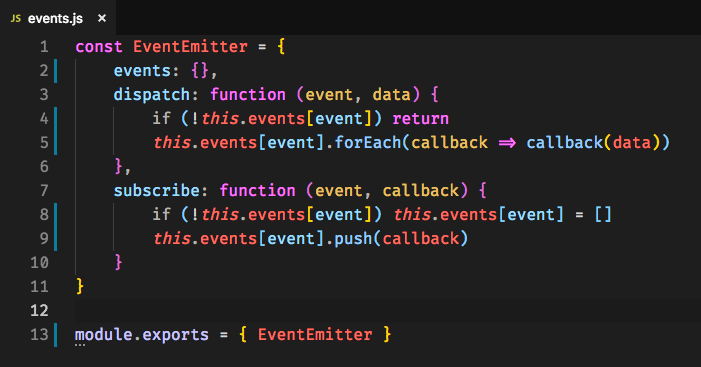 JS events.js ×
1 const EventEmitter = {
2     events: {},
3     dispatch: function (event, data) {
4         if (!this.events[event]) return
5         this.events[event].forEach(callback => callback(data))
6     },
7     subscribe: function (event, callback) {
8         if (!this.events[event]) this.events[event] = []
9         this.events[event].push(callback)
10     }
11 }
12
13 module.exports = { EventEmitter }